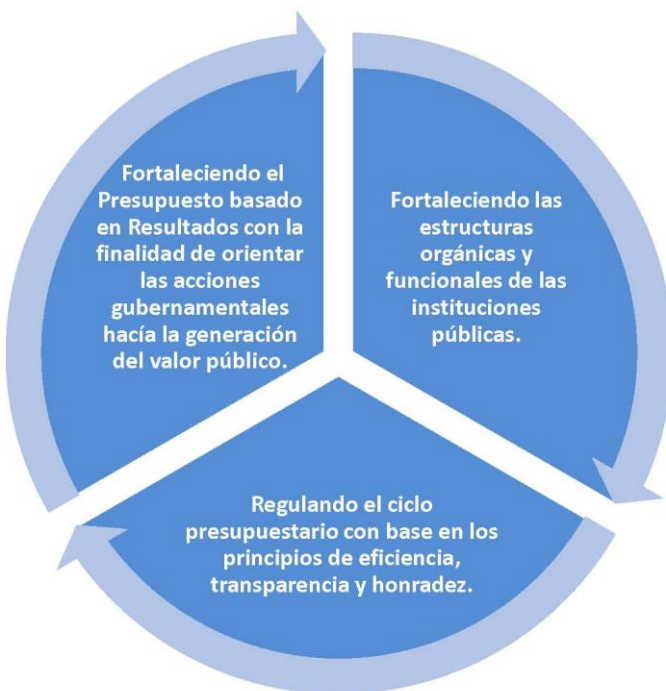 Fortaleciendo el
Presupuesto basado
en Resultados con la
finalidad de orientar
las acciones
gubernamentales
hacía la generación
del valor público.
Fortaleciendo las
estructuras
orgánicas y
funcionales de las
instituciones
públicas.
Regulando el ciclo
presupuestario con base en los
principios de eficiencia,
transparencia y honradez.